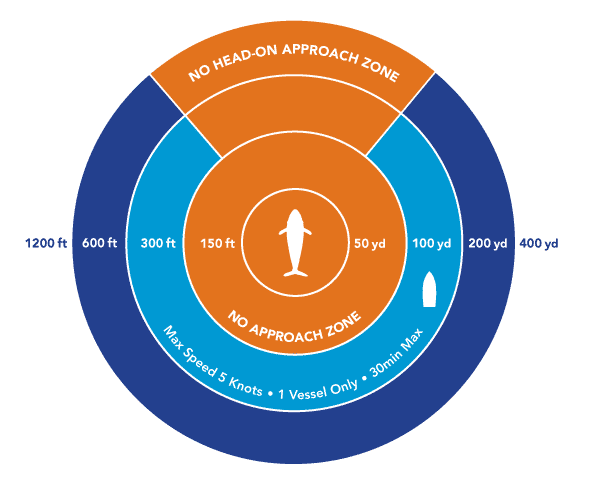 NO HEAD-ON APPROACH ZONE
1200 ft 600 ft 300 ft 150 ft 50 yd 100 yd 200 yd 400 yd
NO APPROACH ZONE
Max Speed 5 Knots • 1 Vessel Only • 30min Max